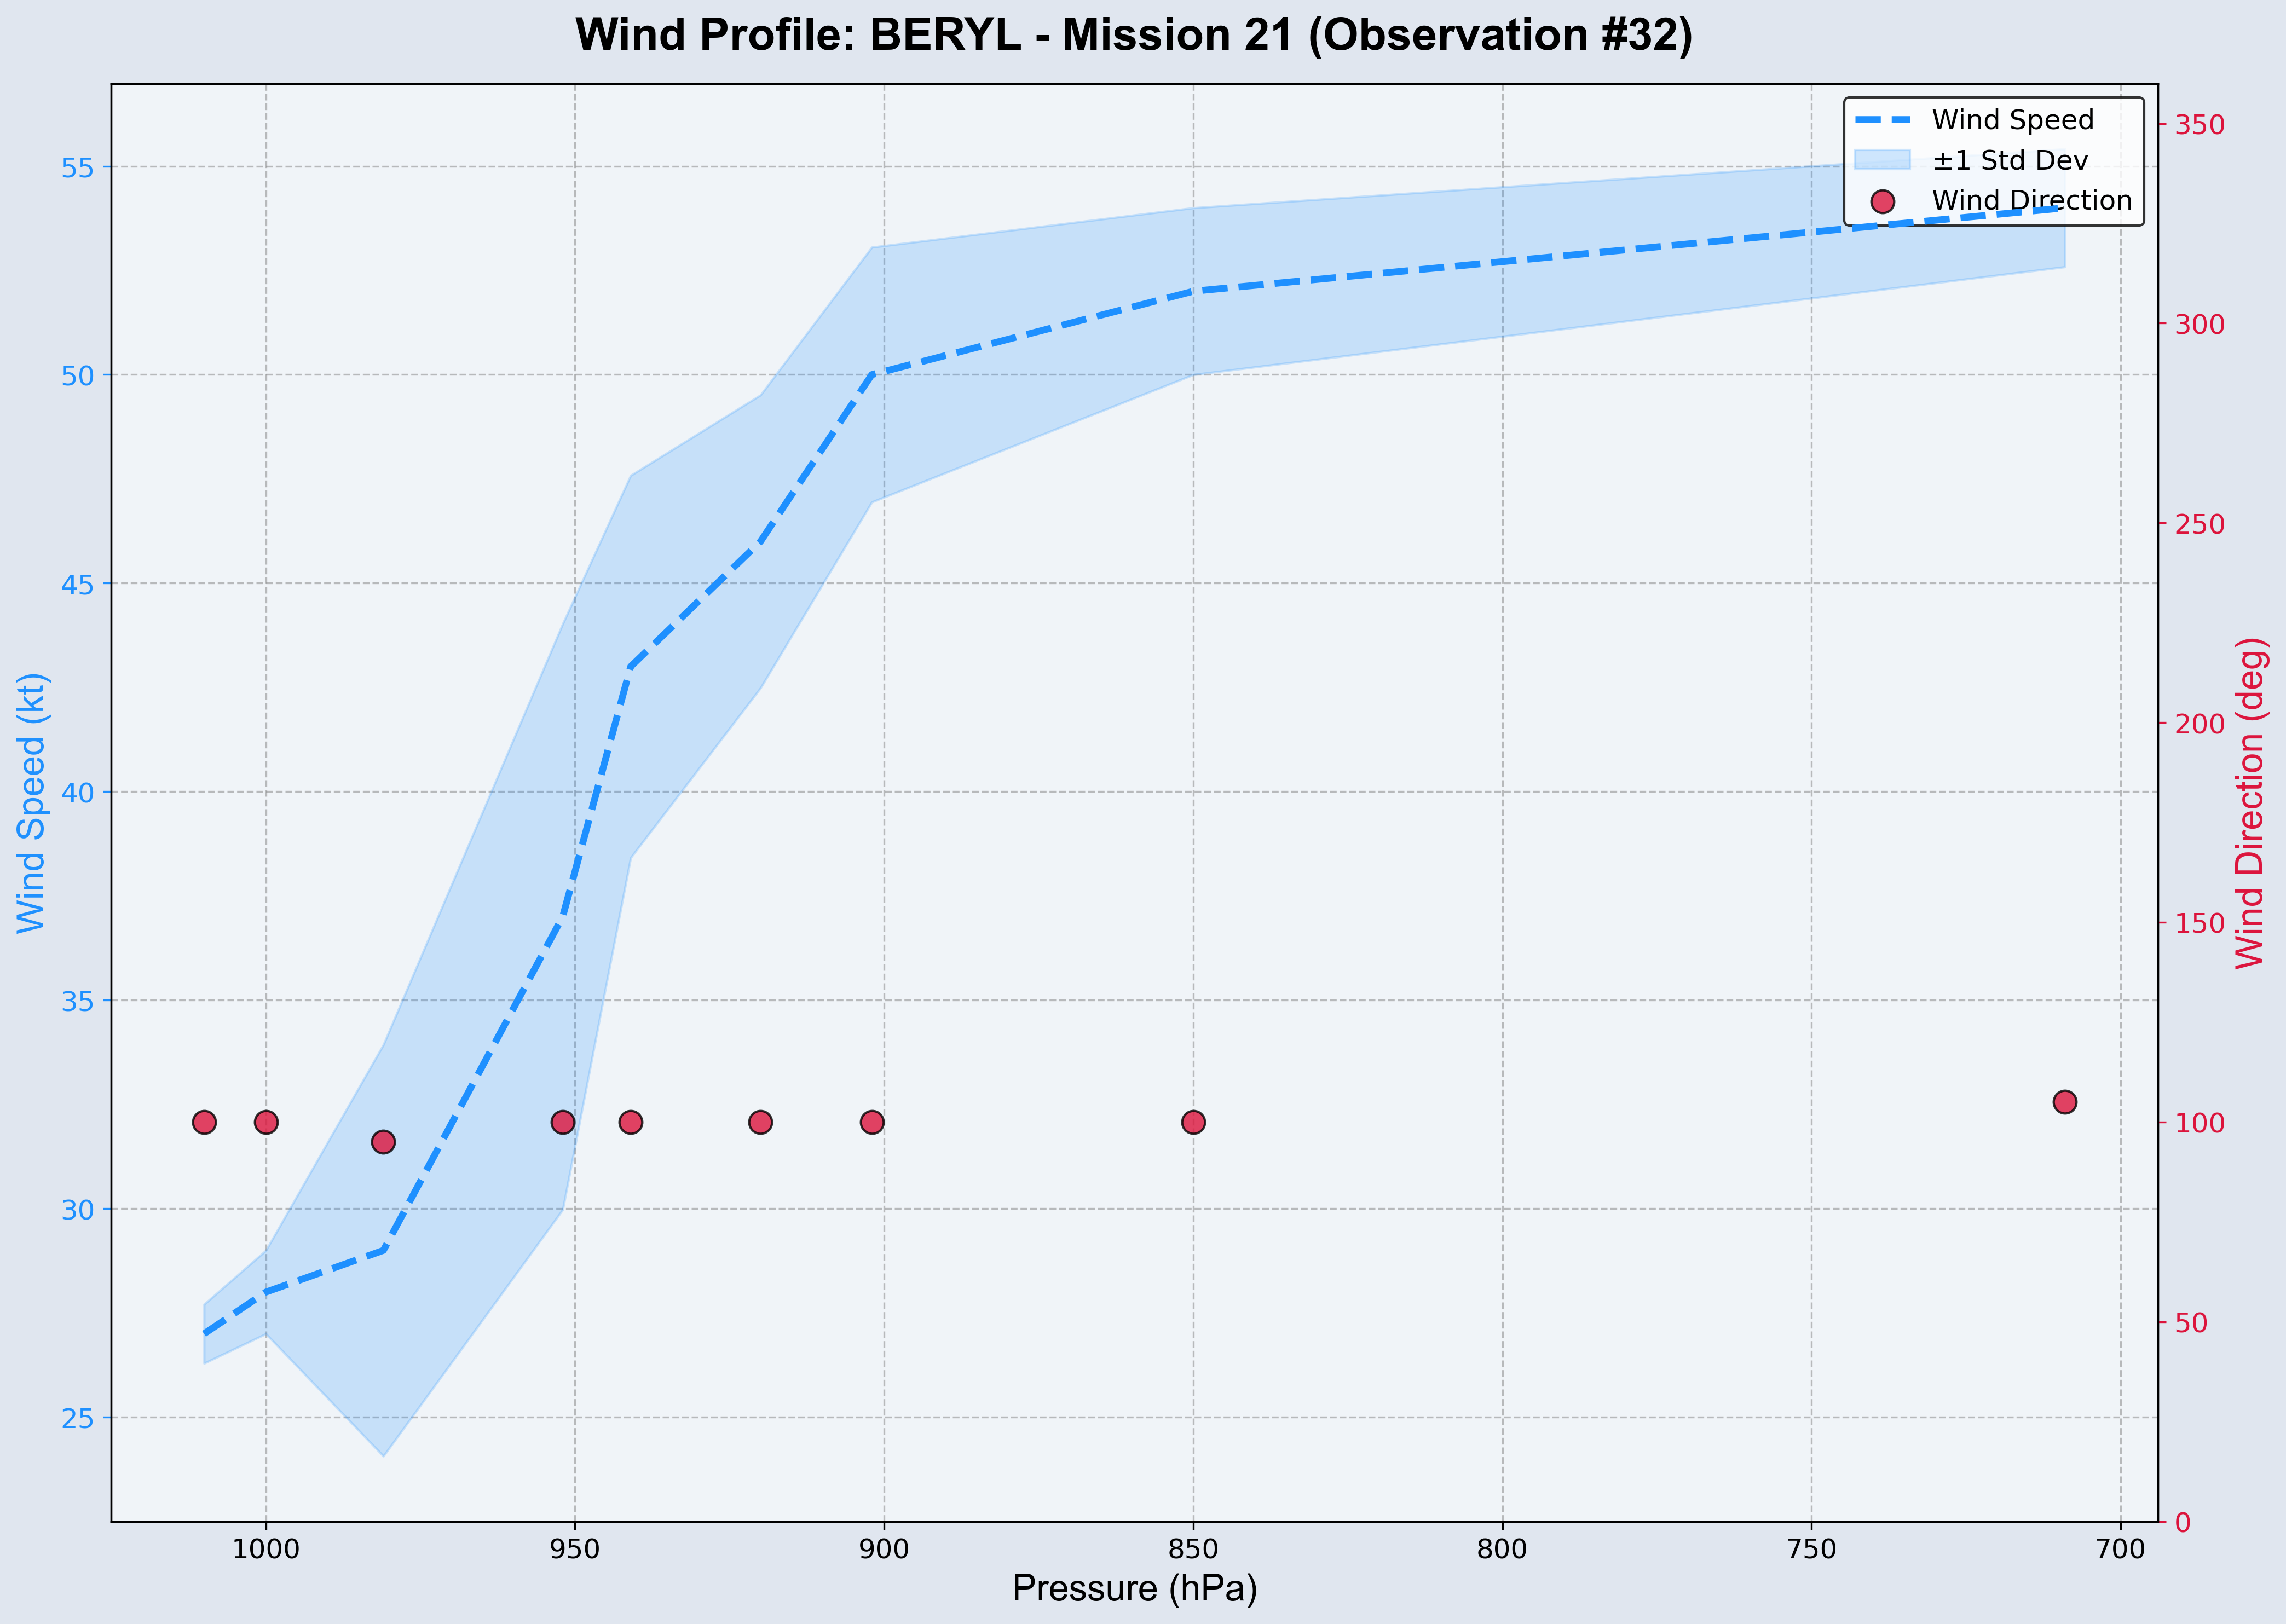 Wind Profile: BERYL - Mission 21 (Observation #32)
Wind Speed
±1 Std Dev
Wind Direction
Wind Speed (kt)
55
50
45
40
35
30
25
350
300
250
200
150
100
50
0
Wind Direction (deg)
1000 950 900 850 800 750 700
Pressure (hPa)